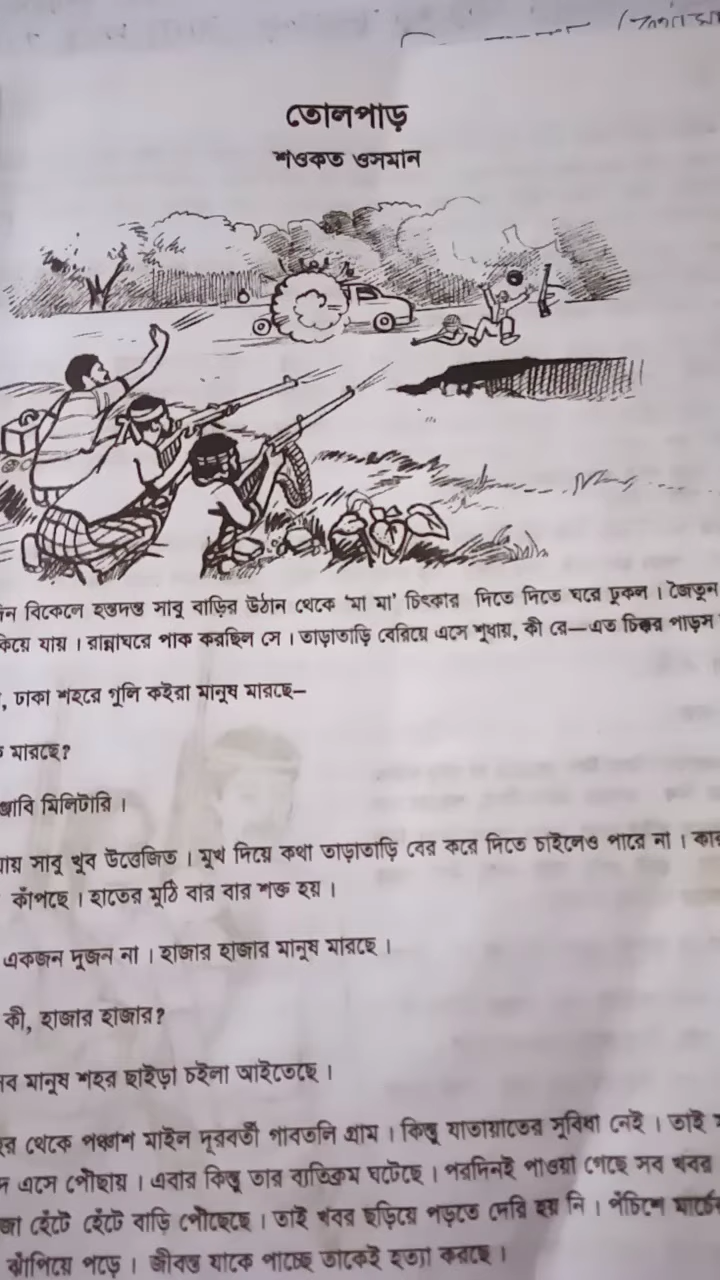 তোলপাড়
শওকত ওসমান
বিকেলে হন্তদন্ত সাবু বাড়ির উঠান থেকে ‘মা মা’ চিৎকার দিতে দিতে ঘরে ঢুকল । জৈতুন
যায় । রান্নাঘরে পাক করছিল সে । তাড়াতাড়ি বেরিয়ে এসে শুধায়, কী রে—এত চিক্কর পাড়স
, ঢাকা শহরে গুলি কইরা মানুষ মারছে—
মারছে?
মিলিটারি ।
সাবু খুব উত্তেজিত । মুখ দিয়ে কথা তাড়াতাড়ি বের করে দিতে চাইলেও পারে না । কারণ
কাঁপছে । হাতের মুঠি বার বার শক্ত হয় ।
একজন দুজন না । হাজার হাজার মানুষ মারছে ।
কী, হাজার হাজার?
মানুষ শহর ছাইড়া চইলা আইতেছে ।
থেকে পঞ্চাশ মাইল দূরবর্তী গাবতলি গ্রাম । কিন্তু যাতায়াতের সুবিধা নেই । তাই
এসে পৌঁছায় । এবার কিন্তু তার ব্যতিক্রম ঘটেছে । পরদিনই পাওয়া গেছে সব খবর
হেঁটে হেঁটে বাড়ি পৌঁছেছে । তাই খবর ছড়িয়ে পড়তে দেরি হয় নি । পঁচিশে মার্চের
ঝাঁপিয়ে পড়ে । জীবন্ত যাকে পাচ্ছে তাকেই হত্যা করছে ।